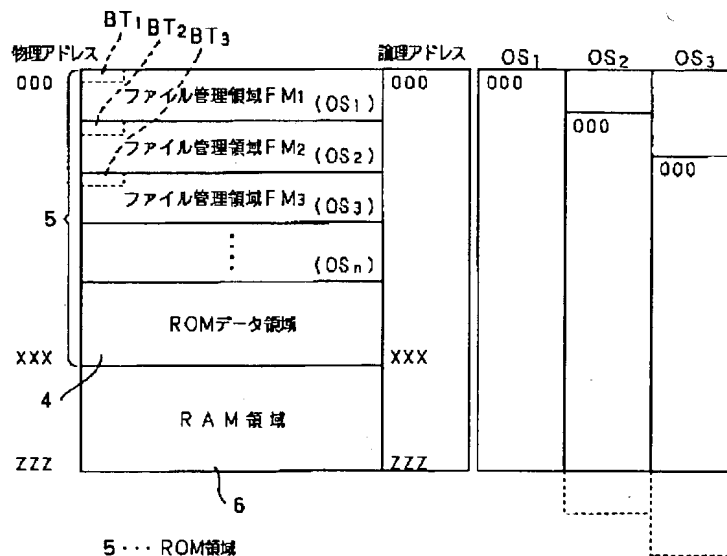 BT1 BT2 BT3
物理アドレス 論理アドレス OS1 OS2 OS3
000 ファイル管理領域FM1 (OS1) 000 000
ファイル管理領域FM2 (OS2) 000
ファイル管理領域FM3 (OS3) 000
5
(OSn)
ROMデータ領域
XXX XXX
4
RAM領域
ZZZ ZZZ
6
5・・・ROM領域